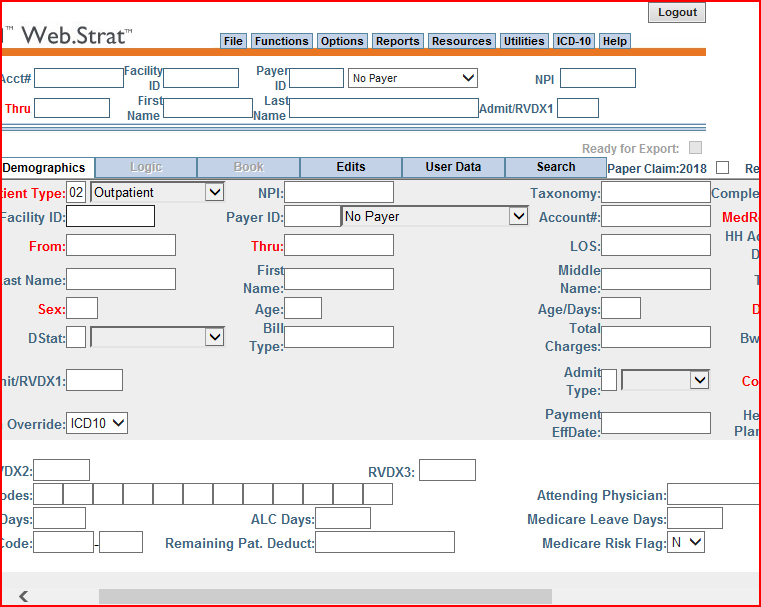 Logout
™ Web.Strat™
File Functions Options Reports Resources Utilities ICD-10 Help
Acct# Facility ID Payer ID No Payer NPI
Thru First Name Last Name Admit/RVDX1
Ready for Export:
Demographics Logic Book Edits User Data Search Paper Claim:2018 Re
tient Type: 02 Outpatient NPI: Taxonomy: Comple
Facility ID: Payer ID: No Payer Account#: MedR
From: Thru: LOS: HH Ac D
ast Name: First Name: Middle Name: T
Sex: Age: Age/Days: D
DStat: Bill Type: Total Charges: Bw
mit/RVDX1: Admit Type: Co
Override: ICD10 Payment EffDate: He Plan
VDX2: RVDX3:
odes: Attending Physician:
Days: ALC Days: Medicare Leave Days:
Code: - Remaining Pat. Deduct: Medicare Risk Flag: N